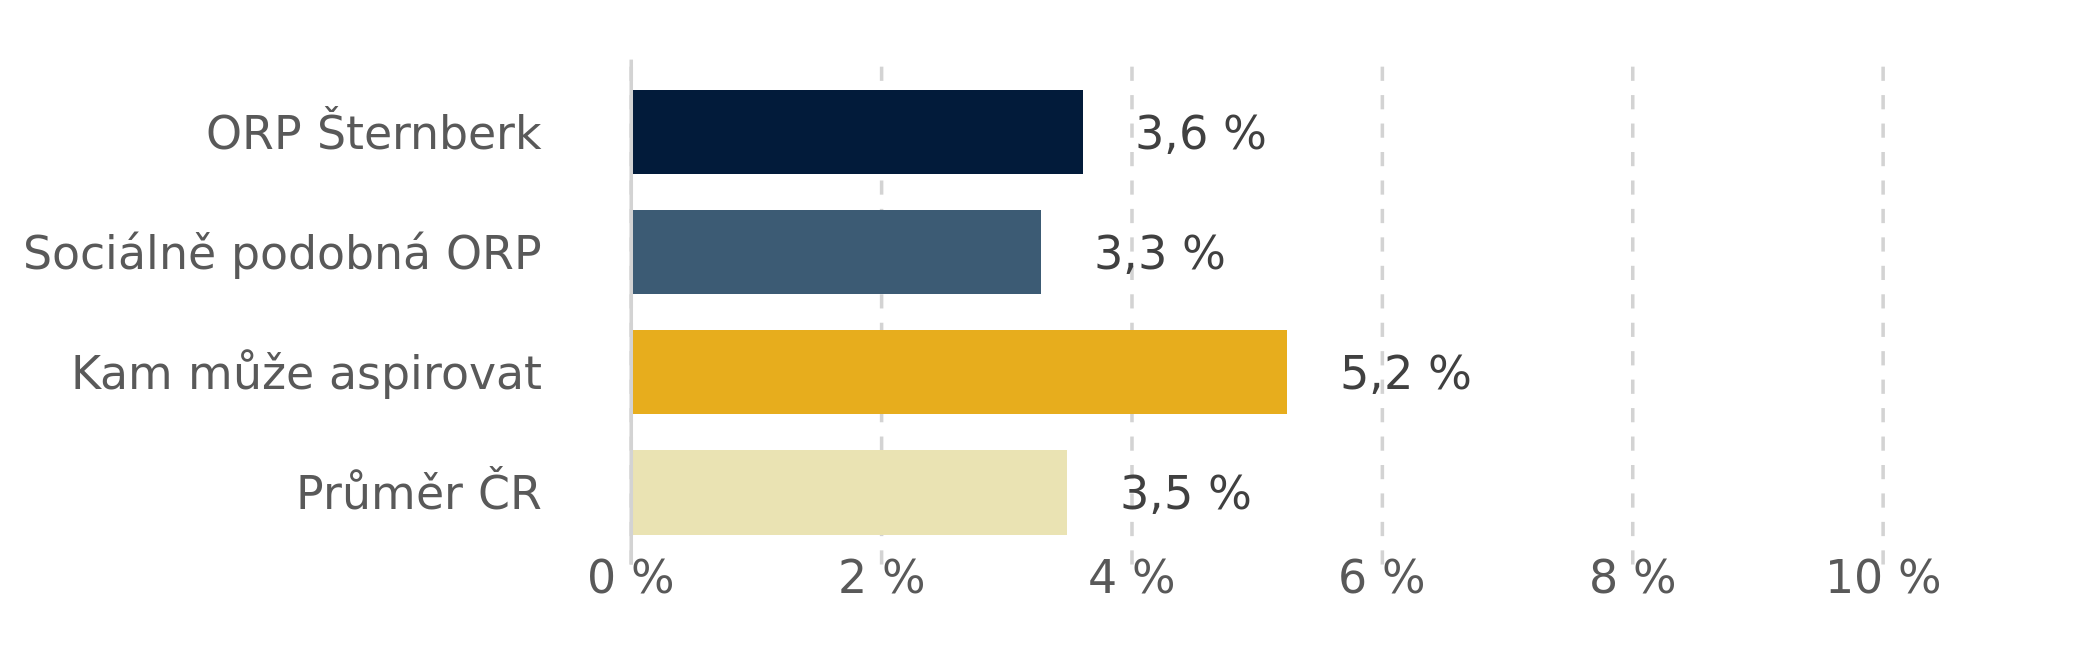 ORP Šternberk 3,6 %
Sociálně podobná ORP 3,3 %
Kam může aspirovat 5,2 %
Průměr ČR 3,5 %
0 % 2 % 4 % 6 % 8 % 10 %